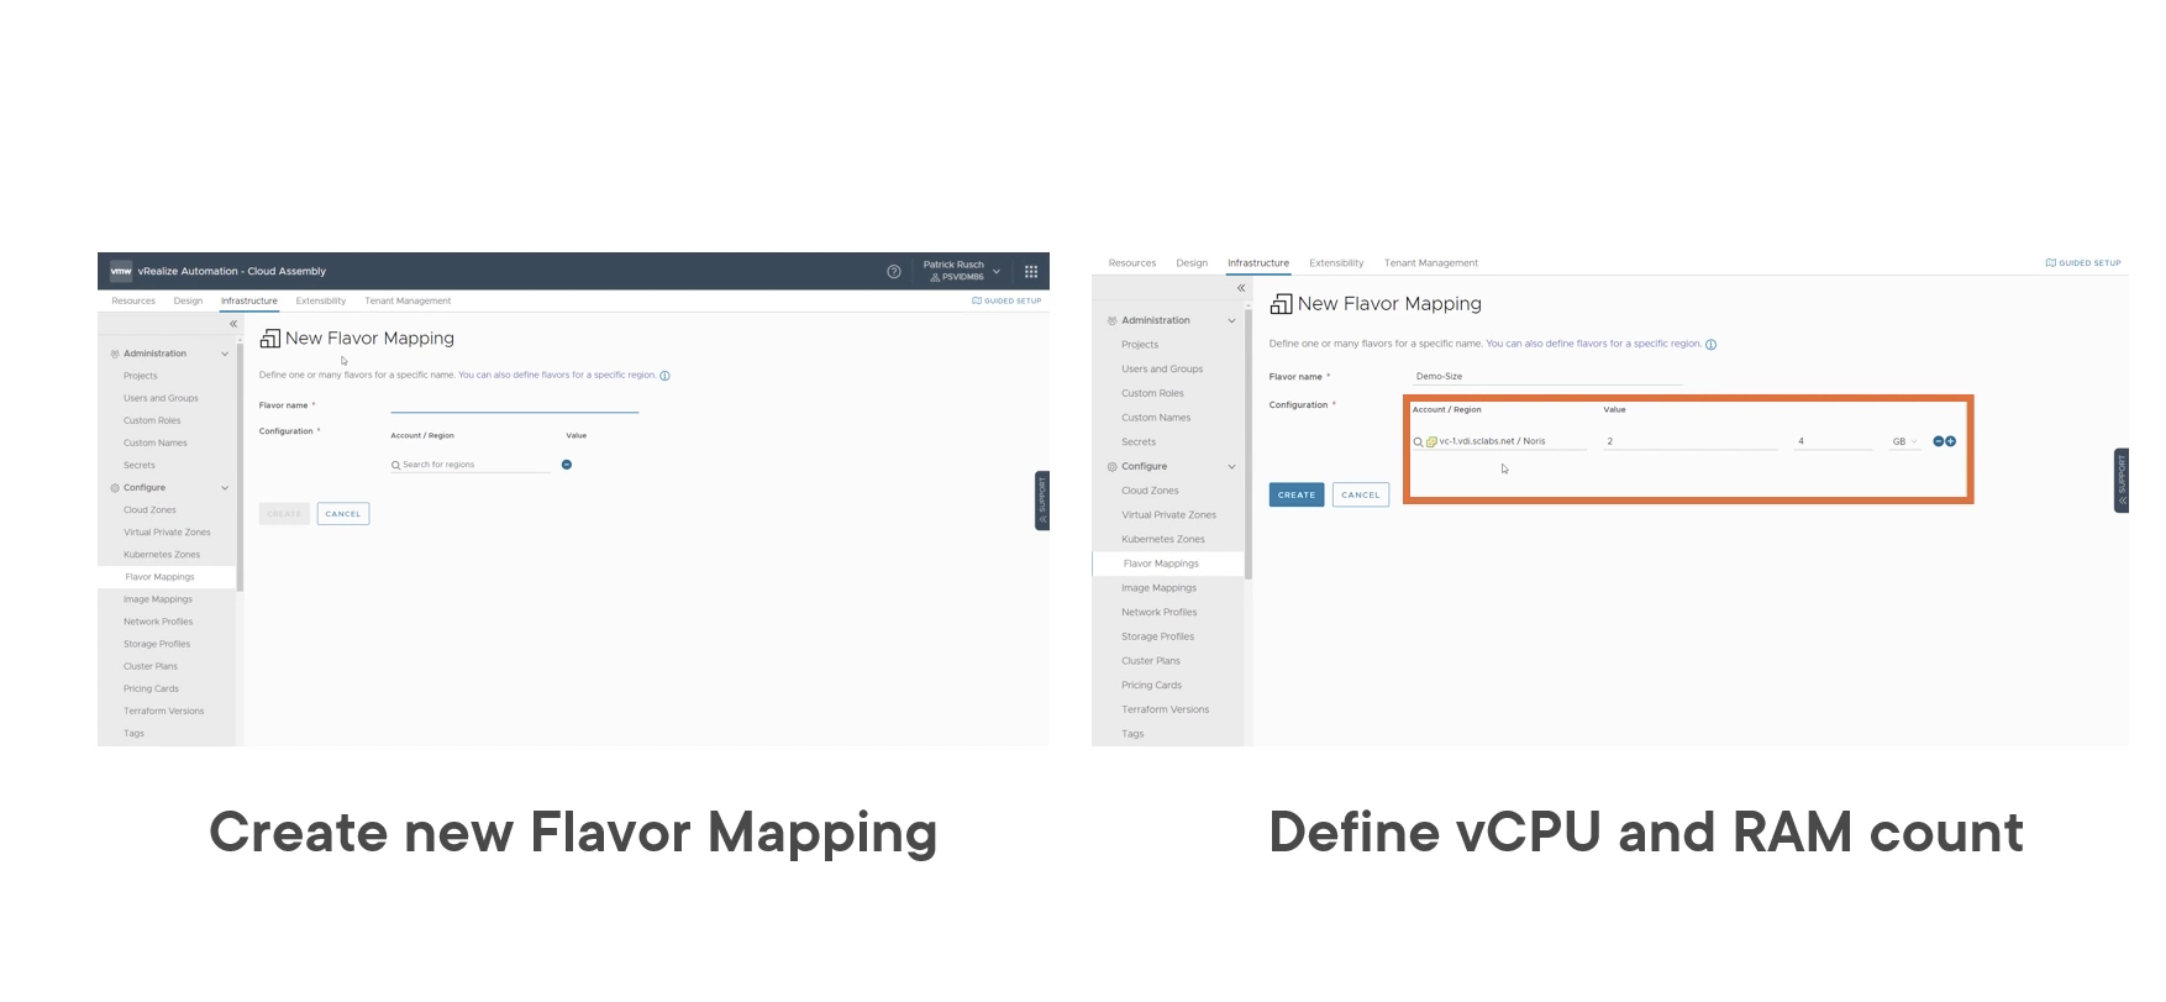 vmw vRealize Automation - Cloud Assembly
Patrick Rusch
PSVIDM86
Resources Design Infrastructure Extensibility Tenant Management
GUIDED SETUP
Administration
Projects
Users and Groups
Custom Roles
Custom Names
Secrets
Configure
Cloud Zones
Virtual Private Zones
Kubernetes Zones
Flavor Mappings
Image Mappings
Network Profiles
Storage Profiles
Cluster Plans
Pricing Cards
Terraform Versions
Tags
New Flavor Mapping
Define one or many flavors for a specific name. You can also define flavors for a specific region.
Flavor name *
Configuration *
Account / Region Value
Search for regions
CREATE CANCEL
SUPPORT
Create new Flavor Mapping
Resources Design Infrastructure Extensibility Tenant Management
GUIDED SETUP
Administration
Projects
Users and Groups
Custom Roles
Custom Names
Secrets
Configure
Cloud Zones
Virtual Private Zones
Kubernetes Zones
Flavor Mappings
Image Mappings
Network Profiles
Storage Profiles
Cluster Plans
Pricing Cards
Terraform Versions
Tags
New Flavor Mapping
Define one or many flavors for a specific name. You can also define flavors for a specific region.
Flavor name * Demo-Size
Configuration *
Account / Region Value
vc-1.vdi.sclabs.net / Noris 2 4 GB
CREATE CANCEL
SUPPORT
Define vCPU and RAM count